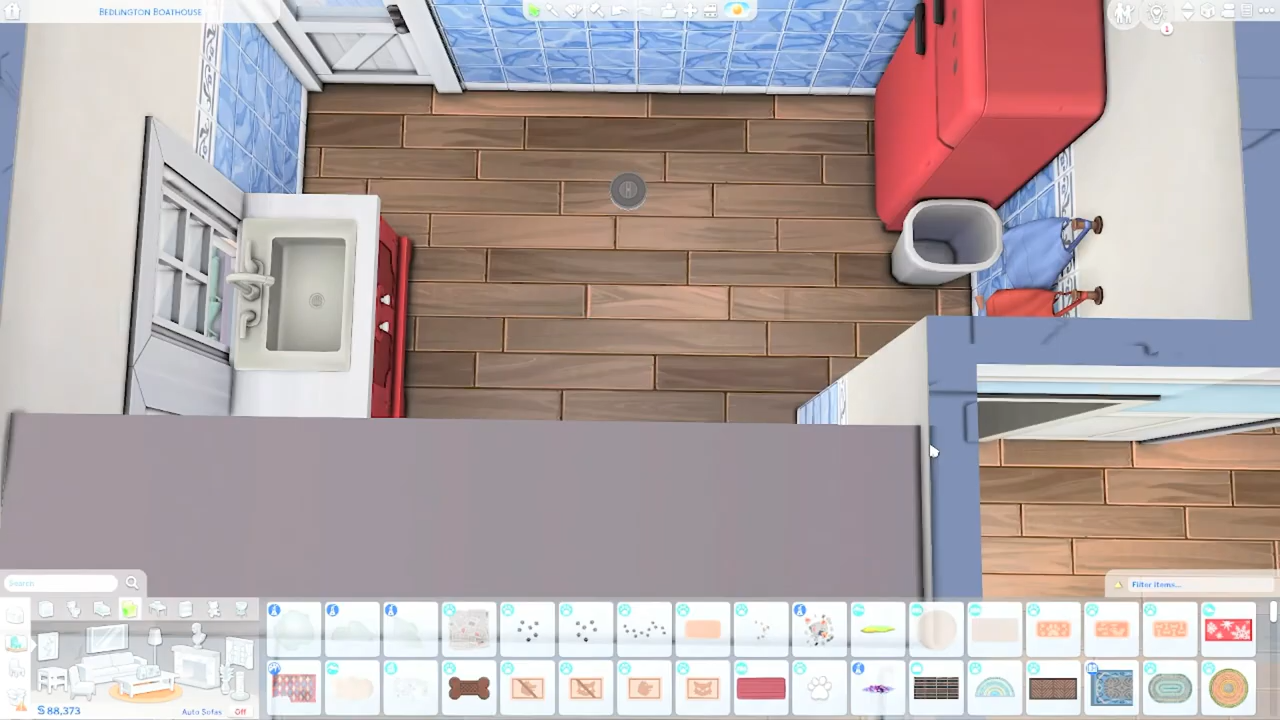 BEDLINGTON BOATHOUSE
Search
Filter Items...
$88,373
Auto Sofas Off